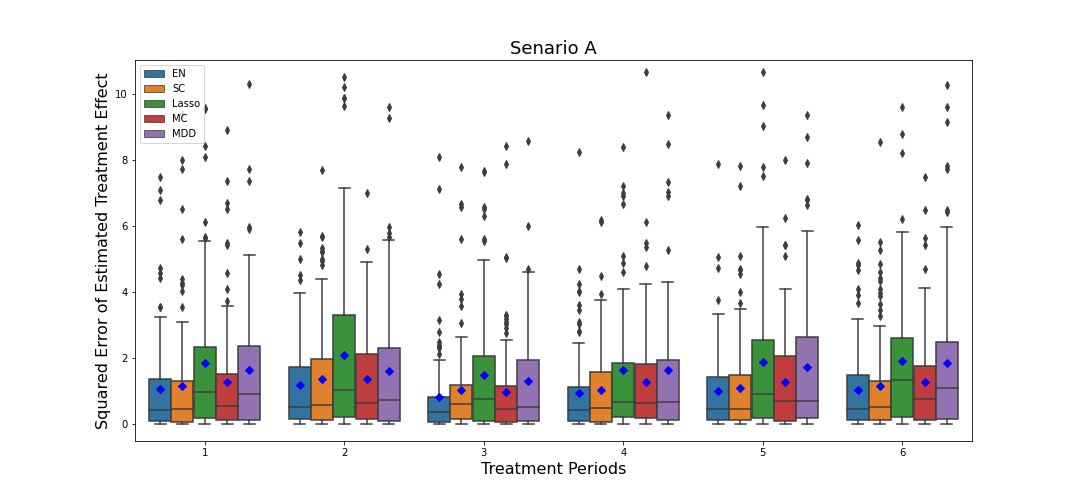 Senario A
Squared Error of Estimated Treatment Effect
10
8
6
4
2
0
EN
SC
Lasso
MC
MDD
1 2 3 4 5 6
Treatment Periods